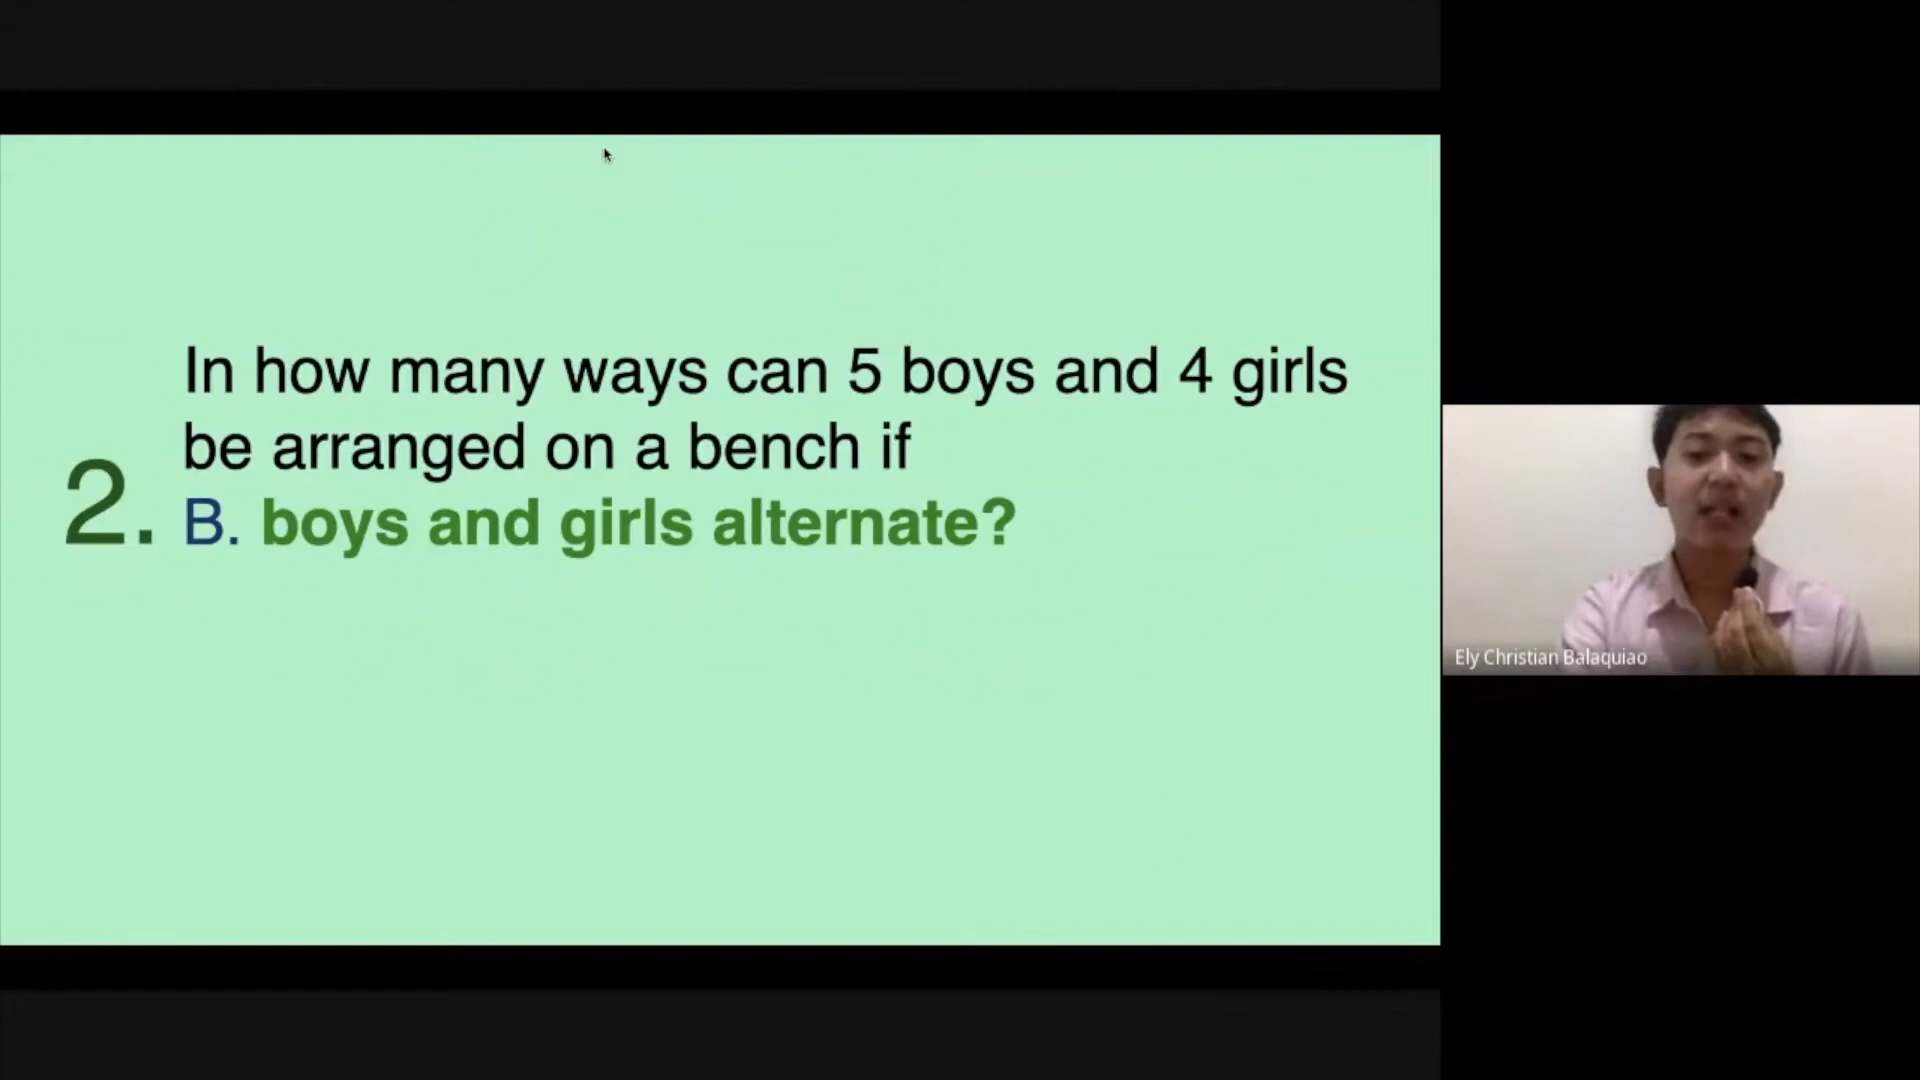 In how many ways can 5 boys and 4 girls
be arranged on a bench if
2. B. boys and girls alternate?
Ely Christian Balaquiao